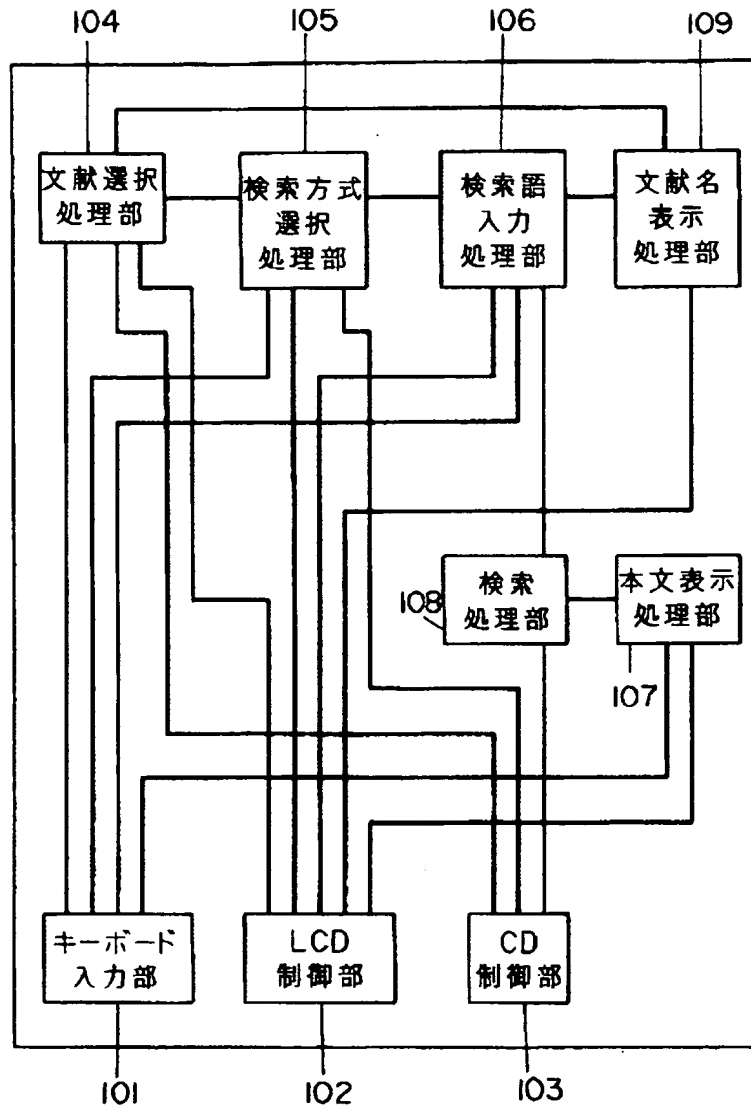 104
105
106
109
文献選択
処理部
検索方式
選択
処理部
検索語
入力
処理部
文献名
表示
処理部
108
検索
処理部
本文表示
処理部
107
キーボード
入力部
LCD
制御部
CD
制御部
101
102
103